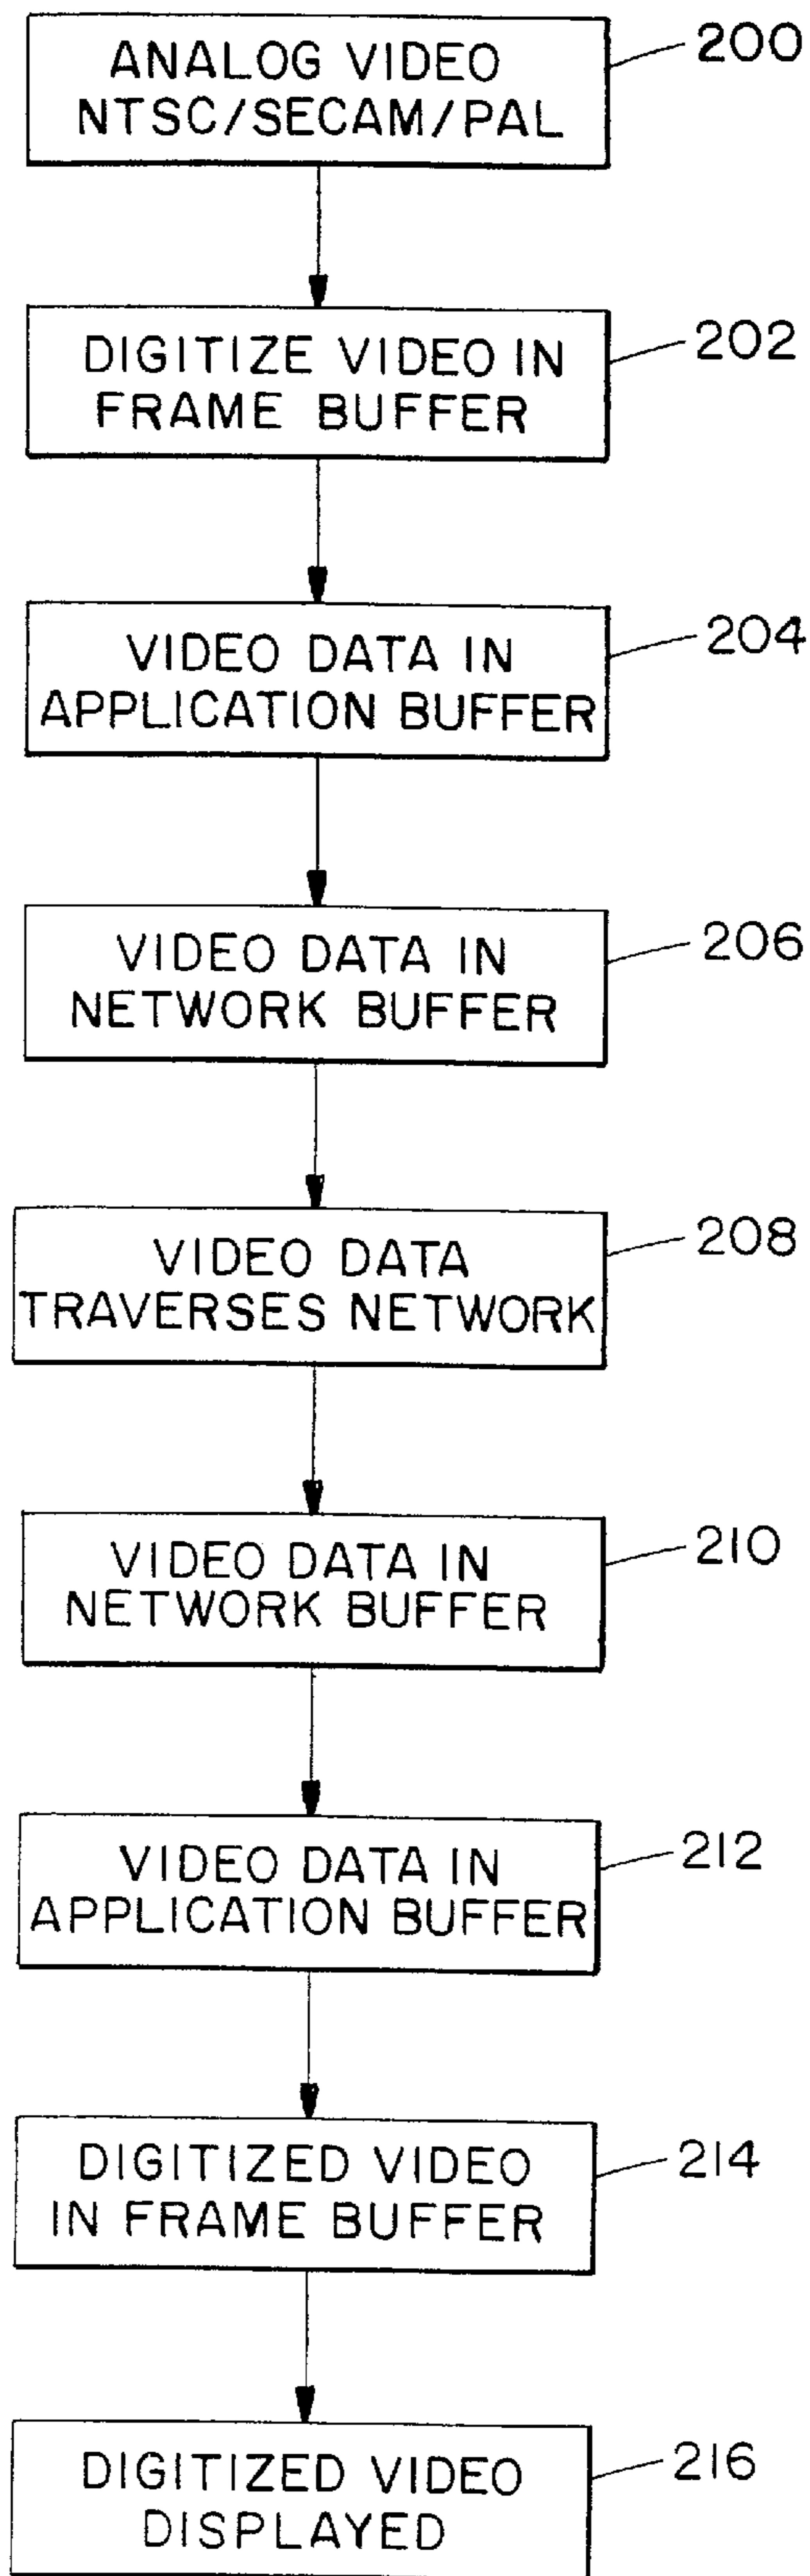 ANALOG VIDEO
NTSC/SECAM/PAL
200
DIGITIZE VIDEO IN
FRAME BUFFER
202
VIDEO DATA IN
APPLICATION BUFFER
204
VIDEO DATA IN
NETWORK BUFFER
206
VIDEO DATA
TRAVERSES NETWORK
208
VIDEO DATA IN
NETWORK BUFFER
210
VIDEO DATA IN
APPLICATION BUFFER
212
DIGITIZED VIDEO
IN FRAME BUFFER
214
DIGITIZED VIDEO
DISPLAYED
216